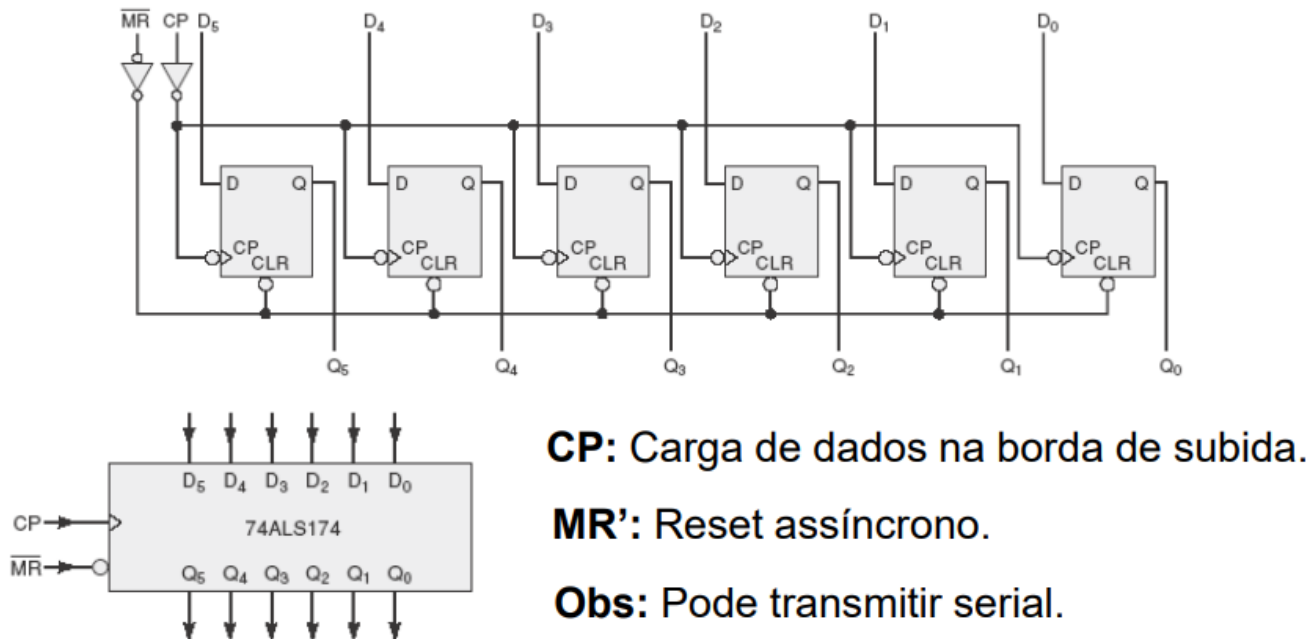 M̅R̅ CP D₅ D₄ D₃ D₂ D₁ D₀
D Q D Q D Q D Q D Q D Q
CP CP CP CP CP CP
CLR CLR CLR CLR CLR CLR
Q₅ Q₄ Q₃ Q₂ Q₁ Q₀
D₅ D₄ D₃ D₂ D₁ D₀
CP
74ALS174
M̅R̅
Q₅ Q₄ Q₃ Q₂ Q₁ Q₀
CP: Carga de dados na borda de subida.
MR’: Reset assíncrono.
Obs: Pode transmitir serial.